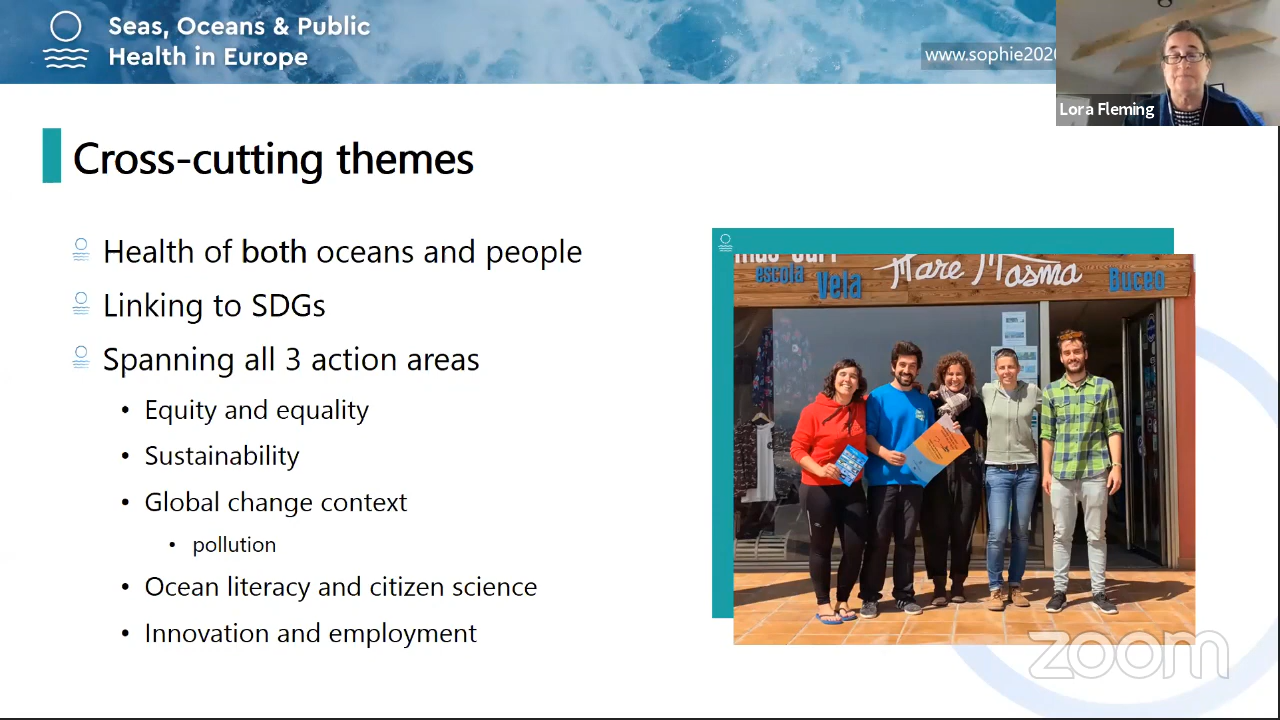 Seas, Oceans & Public
Health in Europe
www.sophie2020
Lora Fleming
Cross-cutting themes
Health of both oceans and people
Linking to SDGs
Spanning all 3 action areas
• Equity and equality
• Sustainability
• Global change context
• pollution
• Ocean literacy and citizen science
• Innovation and employment
escola
Vela
Mare Mosma
Buceo
zoom